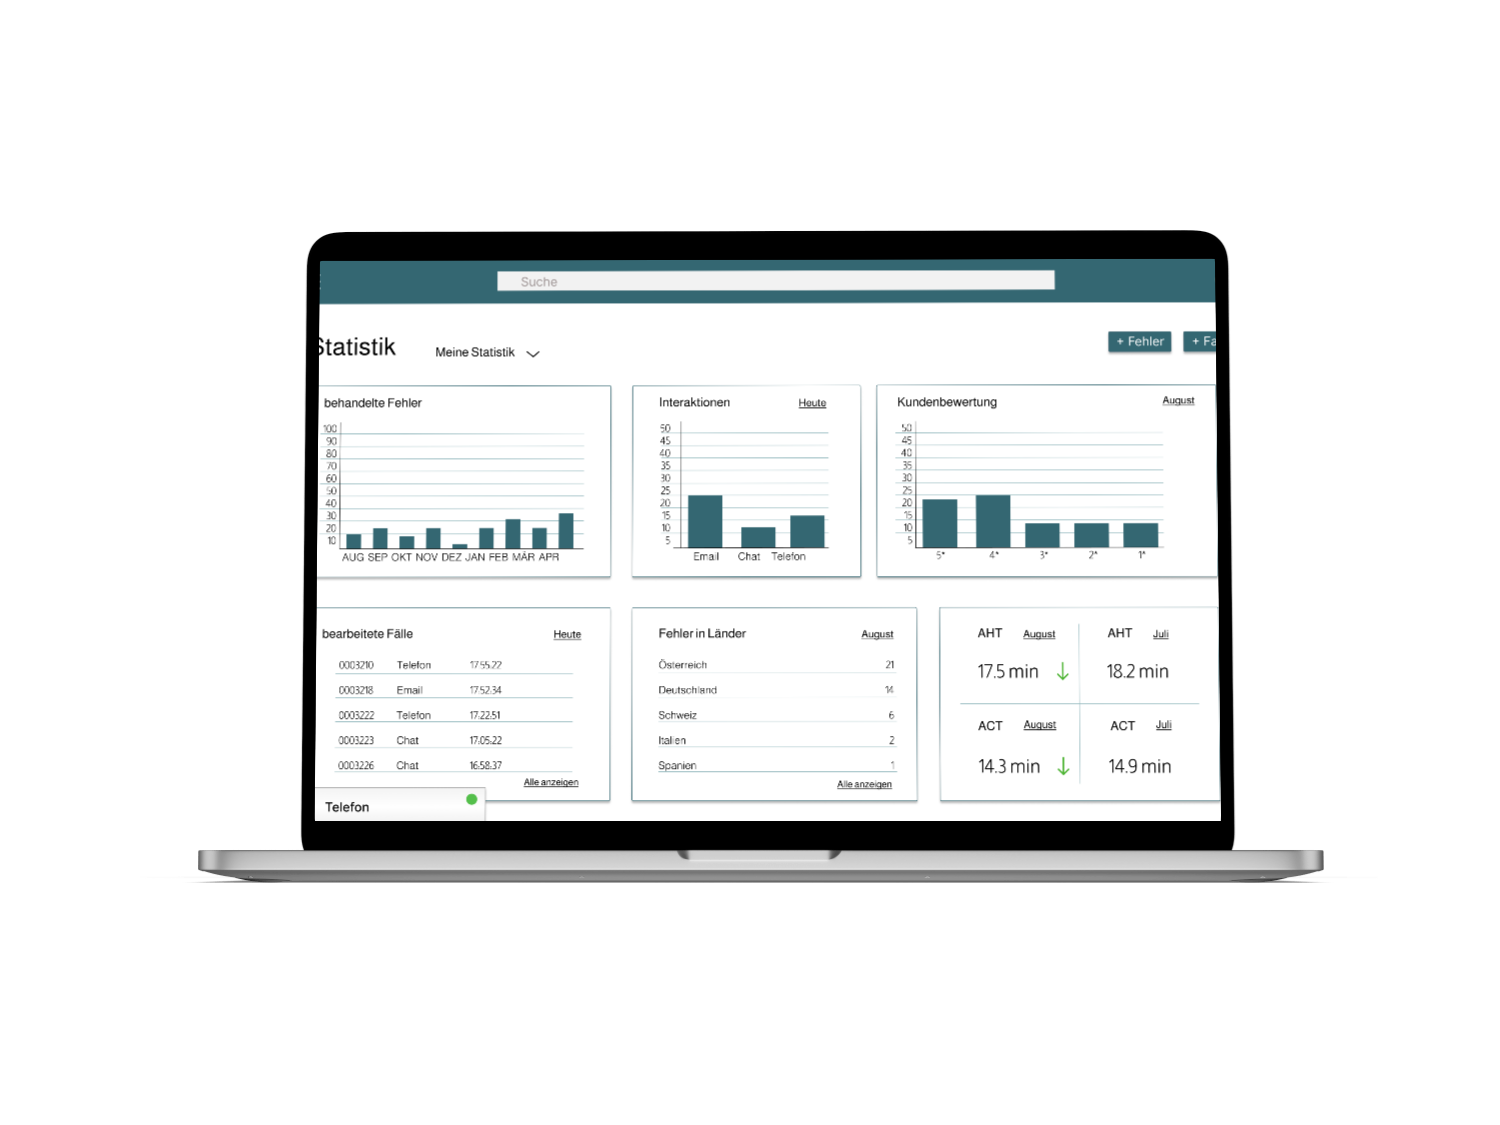 Suche
Statistik
Meine Statistik
+ Fehler
+ Fa
behandelte Fehler
100
90
80
70
60
50
40
30
20
10
AUG SEP OKT NOV DEZ JAN FEB MÄR APR
Interaktionen
Heute
50
45
40
35
30
25
20
15
10
5
Email Chat Telefon
Kundenbewertung
August
50
45
40
35
30
25
20
15
10
5
5* 4* 3* 2* 1*
bearbeitete Fälle
Heute
0003210 Telefon 17.55.22
0003218 Email 17.52.34
0003222 Telefon 17.22.51
0003223 Chat 17.05.22
0003226 Chat 16.58.37
Alle anzeigen
Fehler in Länder
August
Österreich 21
Deutschland 14
Schweiz 6
Italien 2
Spanien 1
Alle anzeigen
AHT August
17.5 min ↓
AHT Juli
18.2 min
ACT August
14.3 min ↓
ACT Juli
14.9 min
Telefon